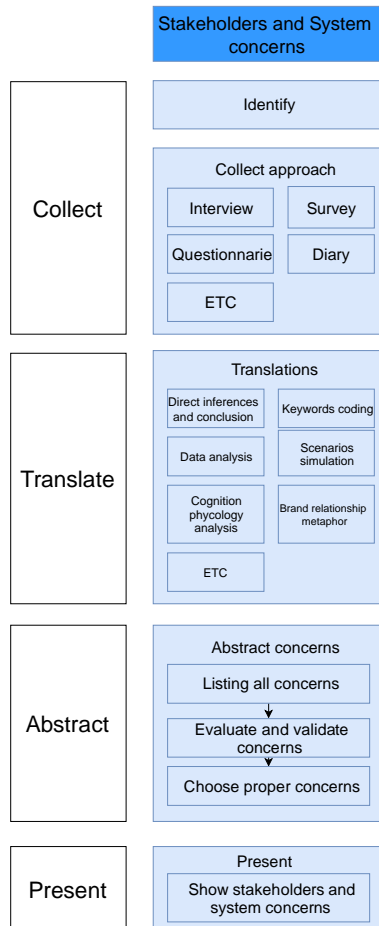 Stakeholders and System
concerns
Collect
Identify
Collect approach
Interview
Survey
Questionnarie
Diary
ETC
Translate
Translations
Direct inferences
and conclusion
Keywords coding
Data analysis
Scenarios
simulation
Cognition
phycology
analysis
Brand relationship
metaphor
ETC
Abstract
Abstract concerns
Listing all concerns
Evaluate and validate
concerns
Choose proper concerns
Present
Present
Show stakeholders and
system concerns